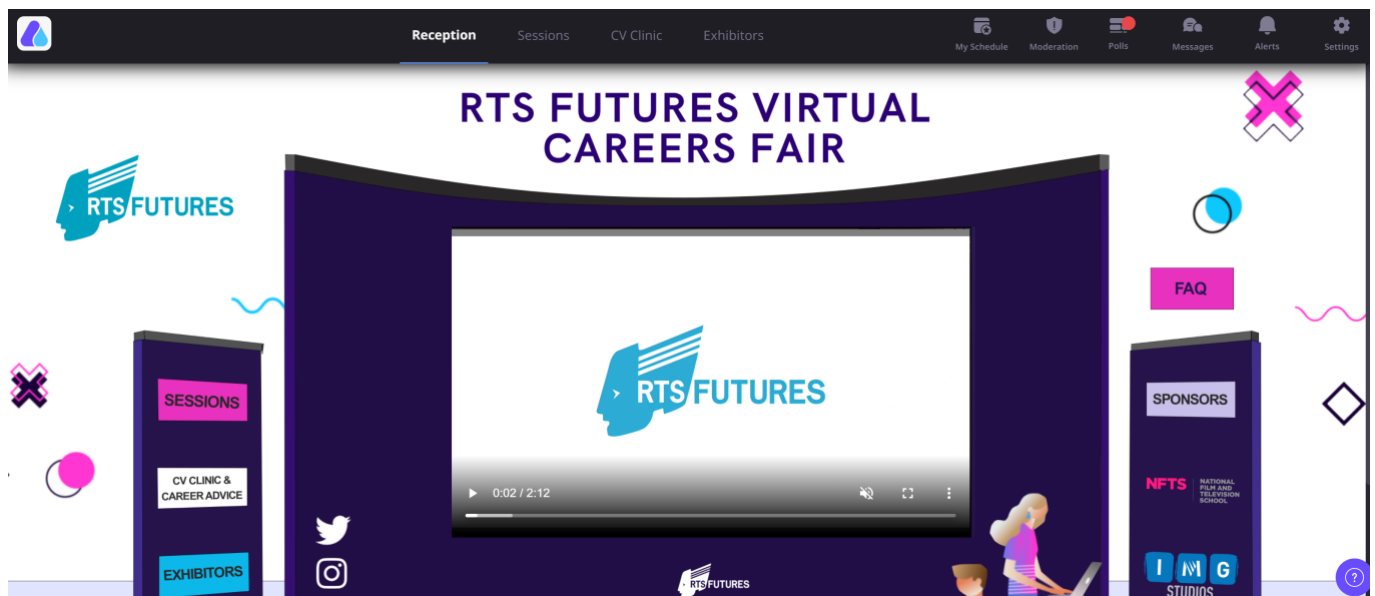 Reception
Sessions
CV Clinic
Exhibitors
My Schedule
Moderation
Polls
Messages
Alerts
Settings
RTS FUTURES VIRTUAL
CAREERS FAIR
RTS FUTURES
FAQ
SESSIONS
CV CLINIC &
CAREER ADVICE
EXHIBITORS
RTS FUTURES
0:02 / 2:12
RTS FUTURES
SPONSORS
NFTS
NATIONAL
FILM AND
TELEVISION
SCHOOL
IMG
STUDIOS
?